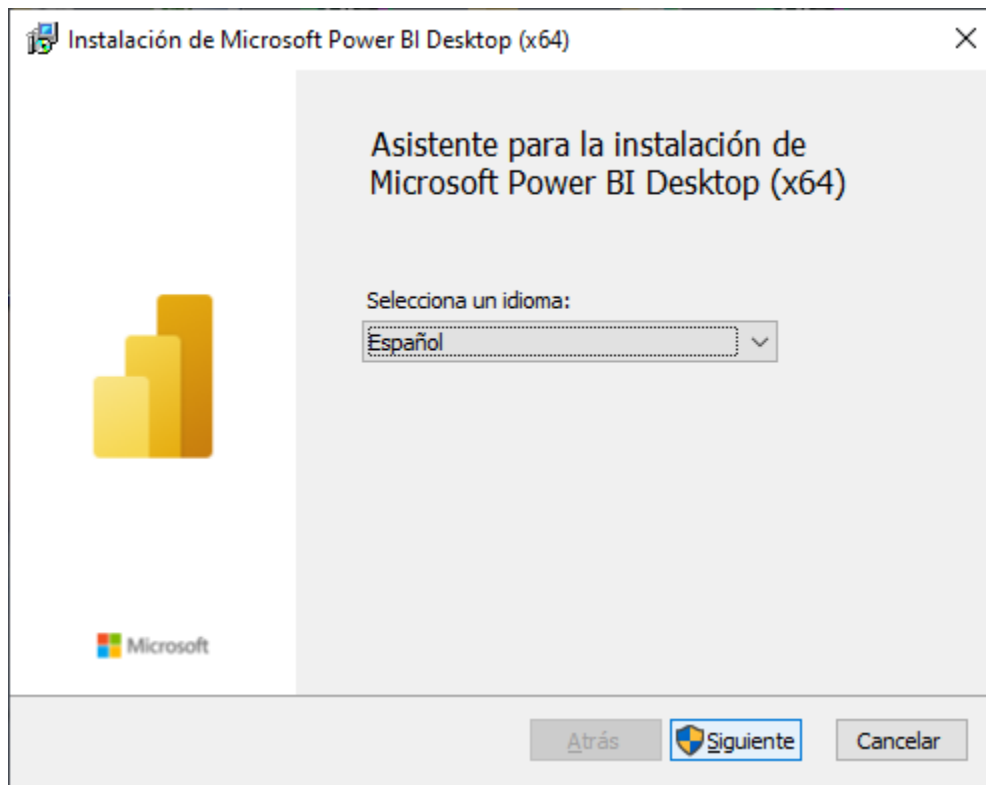 Instalación de Microsoft Power BI Desktop (x64)
Asistente para la instalación de
Microsoft Power BI Desktop (x64)
Selecciona un idioma:
Español
Microsoft
Atrás
Siguiente
Cancelar